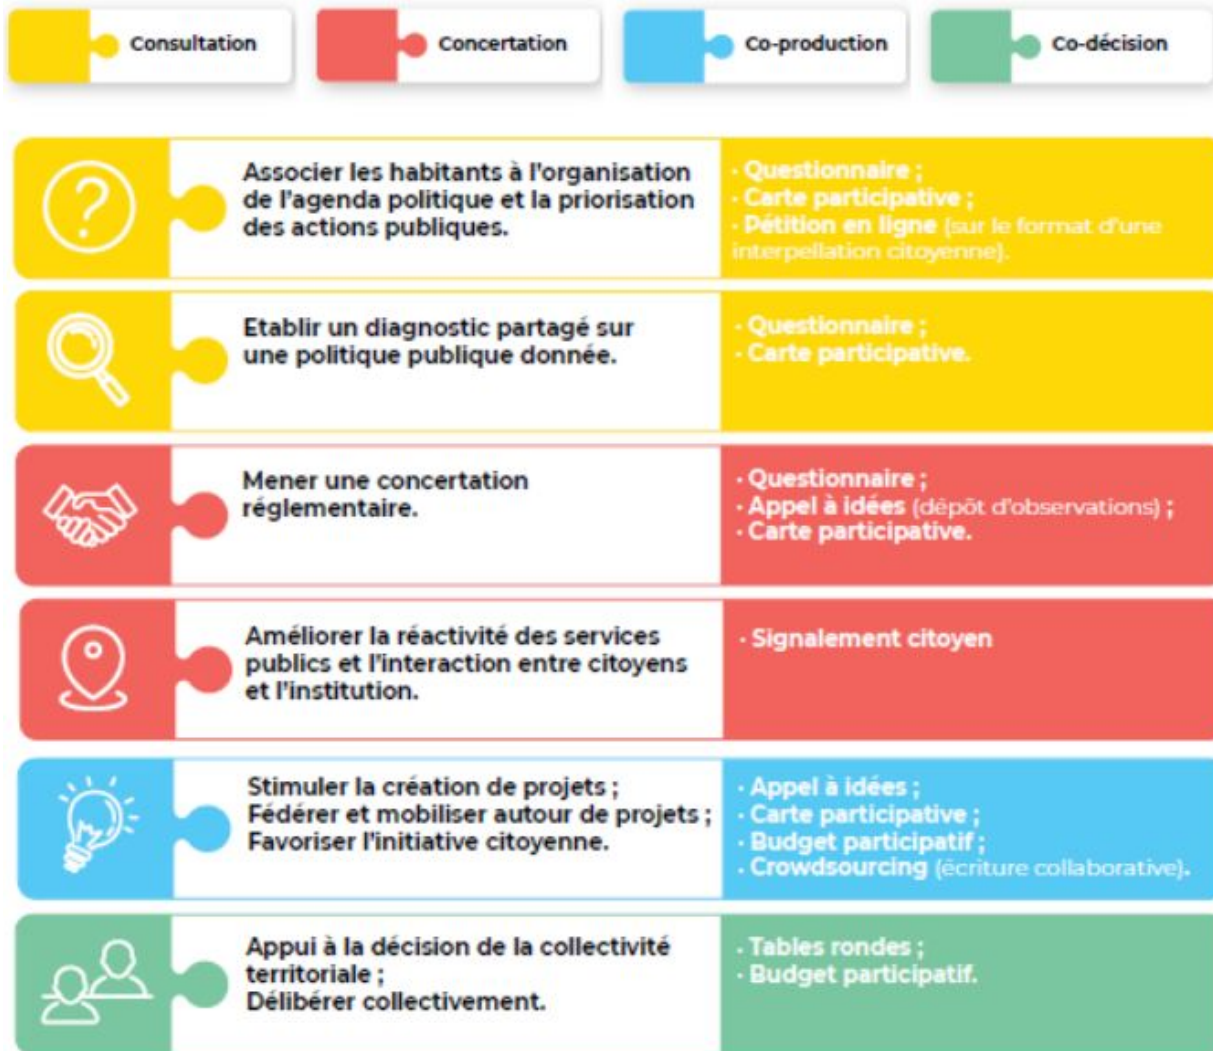 Consultation
Concertation
Co-production
Co-décision
Associer les habitants à l'organisation
de l'agenda politique et la priorisation
des actions publiques.
· Questionnaire ;
· Carte participative ;
· Pétition en ligne (sur le format d'une
interpellation citoyenne).
Etablir un diagnostic partagé sur
une politique publique donnée.
· Questionnaire ;
· Carte participative.
Mener une concertation
réglementaire.
· Questionnaire ;
· Appel à idées (dépôt d'observations) ;
· Carte participative.
Améliorer la réactivité des services
publics et l'interaction entre citoyens
et l'institution.
· Signalement citoyen
Stimuler la création de projets ;
Fédérer et mobiliser autour de projets ;
Favoriser l'initiative citoyenne.
· Appel à idées ;
· Carte participative ;
· Budget participatif ;
· Crowdsourcing (écriture collaborative).
Appui à la décision de la collectivité
territoriale ;
Délibérer collectivement.
· Tables rondes ;
· Budget participatif.